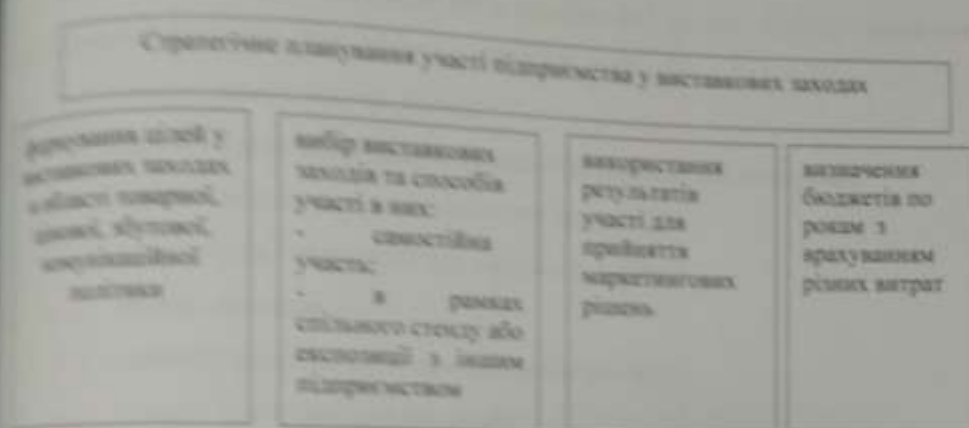 Стратегічне планування участі підприємства у виставкових заходах
формування цілей у
виставкових заходах
в області товарної,
цінової, збутової,
комунікаційної
політики
вибір виставкових
заходів та способів
участі в них:
- самостійна
участь;
- в рамках
спільного стенду або
експозиції з іншим
підприємством
використання
результатів
участі для
прийняття
маркетингових
рішень
визначення
бюджетів по
рокам з
врахуванням
різних витрат